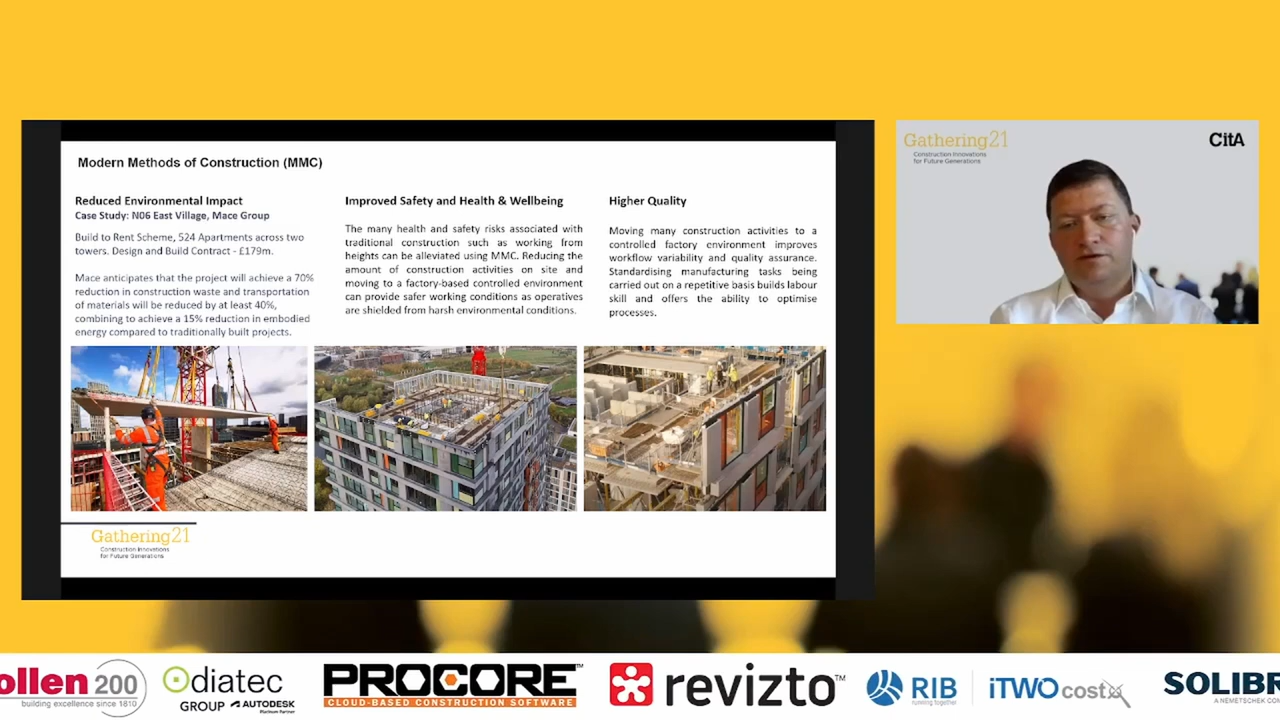 Modern Methods of Construction (MMC)
Reduced Environmental Impact
Case Study: N06 East Village, Mace Group
Build to Rent Scheme, 524 Apartments across two
towers. Design and Build Contract - £179m.
Mace anticipates that the project will achieve a 70%
reduction in construction waste and transportation
of materials will be reduced by at least 40%,
combining to achieve a 15% reduction in embodied
energy compared to traditionally built projects.
Improved Safety and Health & Wellbeing
The many health and safety risks associated with
traditional construction such as working from
heights can be alleviated using MMC. Reducing the
amount of construction activities on site and
moving to a factory-based controlled environment
can provide safer working conditions as operatives
are shielded from harsh environmental conditions.
Higher Quality
Moving many construction activities to a
controlled factory environment improves
workflow variability and quality assurance.
Standardising manufacturing tasks being
carried out on a repetitive basis builds labour
skill and offers the ability to optimise
processes.
Gathering21
Construction Innovations
for Future Generations
Gathering21
Construction Innovations
for Future Generations
CitA
ollen 200
building excellence since 1810
diatec
GROUP AUTODESK
Platinum Partner
PROCORE™
CLOUD-BASED CONSTRUCTION SOFTWARE
revizto™
RIB
running together
iTWO costx
SOLIBR
A NEMETSCHEK COM